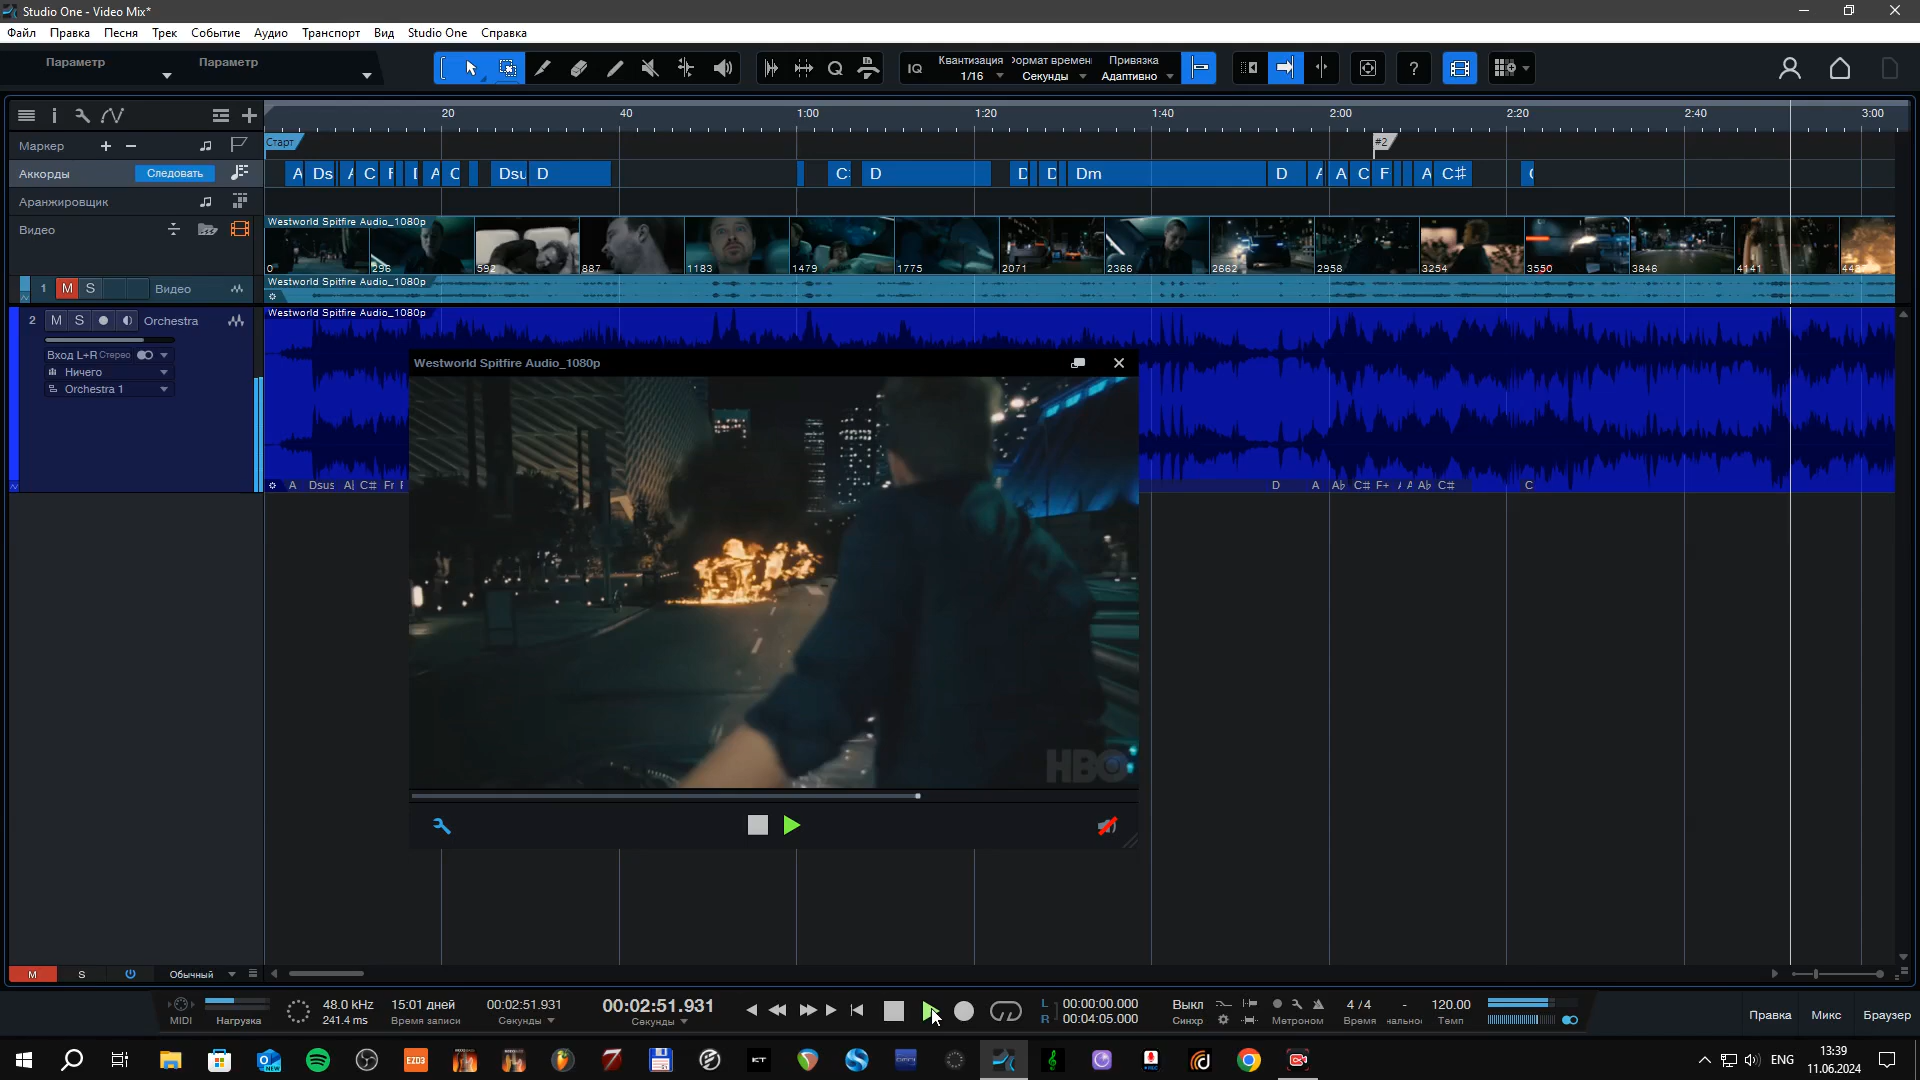 Studio One - Video Mix*
Файл Правка Песня Трек Событие Аудио Транспорт Вид Studio One Справка
Параметр Параметр
IQ Квантизация 1/16
Секунды
Привязка Адаптивно
?
20 40 1:00 1:20 1:40 2:00 2:20 2:40 3:00
Маркер
Старт #2
Аккорды Следовать
Dm D
Аранжировщик
Видео
Westworld Spitfire Audio_1080p
0 296 592 887 1183 1479 1775 2071 2366 2662 2958 3254 3550 3846 4141
1 M S Видео
Westworld Spitfire Audio_1080p
2 M S Orchestra
Westworld Spitfire Audio_1080p
Вход L+R Стерео
Ничего
Orchestra 1
A Dsus C#
D A A♭ C# F+ A A♭ C# C
Westworld Spitfire Audio_1080p
HBO
M S Обычный
MIDI
Нагрузка
48.0 kHz
241.4 ms
15:01 дней
Время записи
00:02:51.931
Секунды
00:02:51.931
Секунды
L 00:00:00.000
R 00:04:05.000
Выкл
Синхр
Метроном
4 / 4
Время
-
120.00
Темп
Правка Микс Браузер
ENG
13:39
11.06.2024